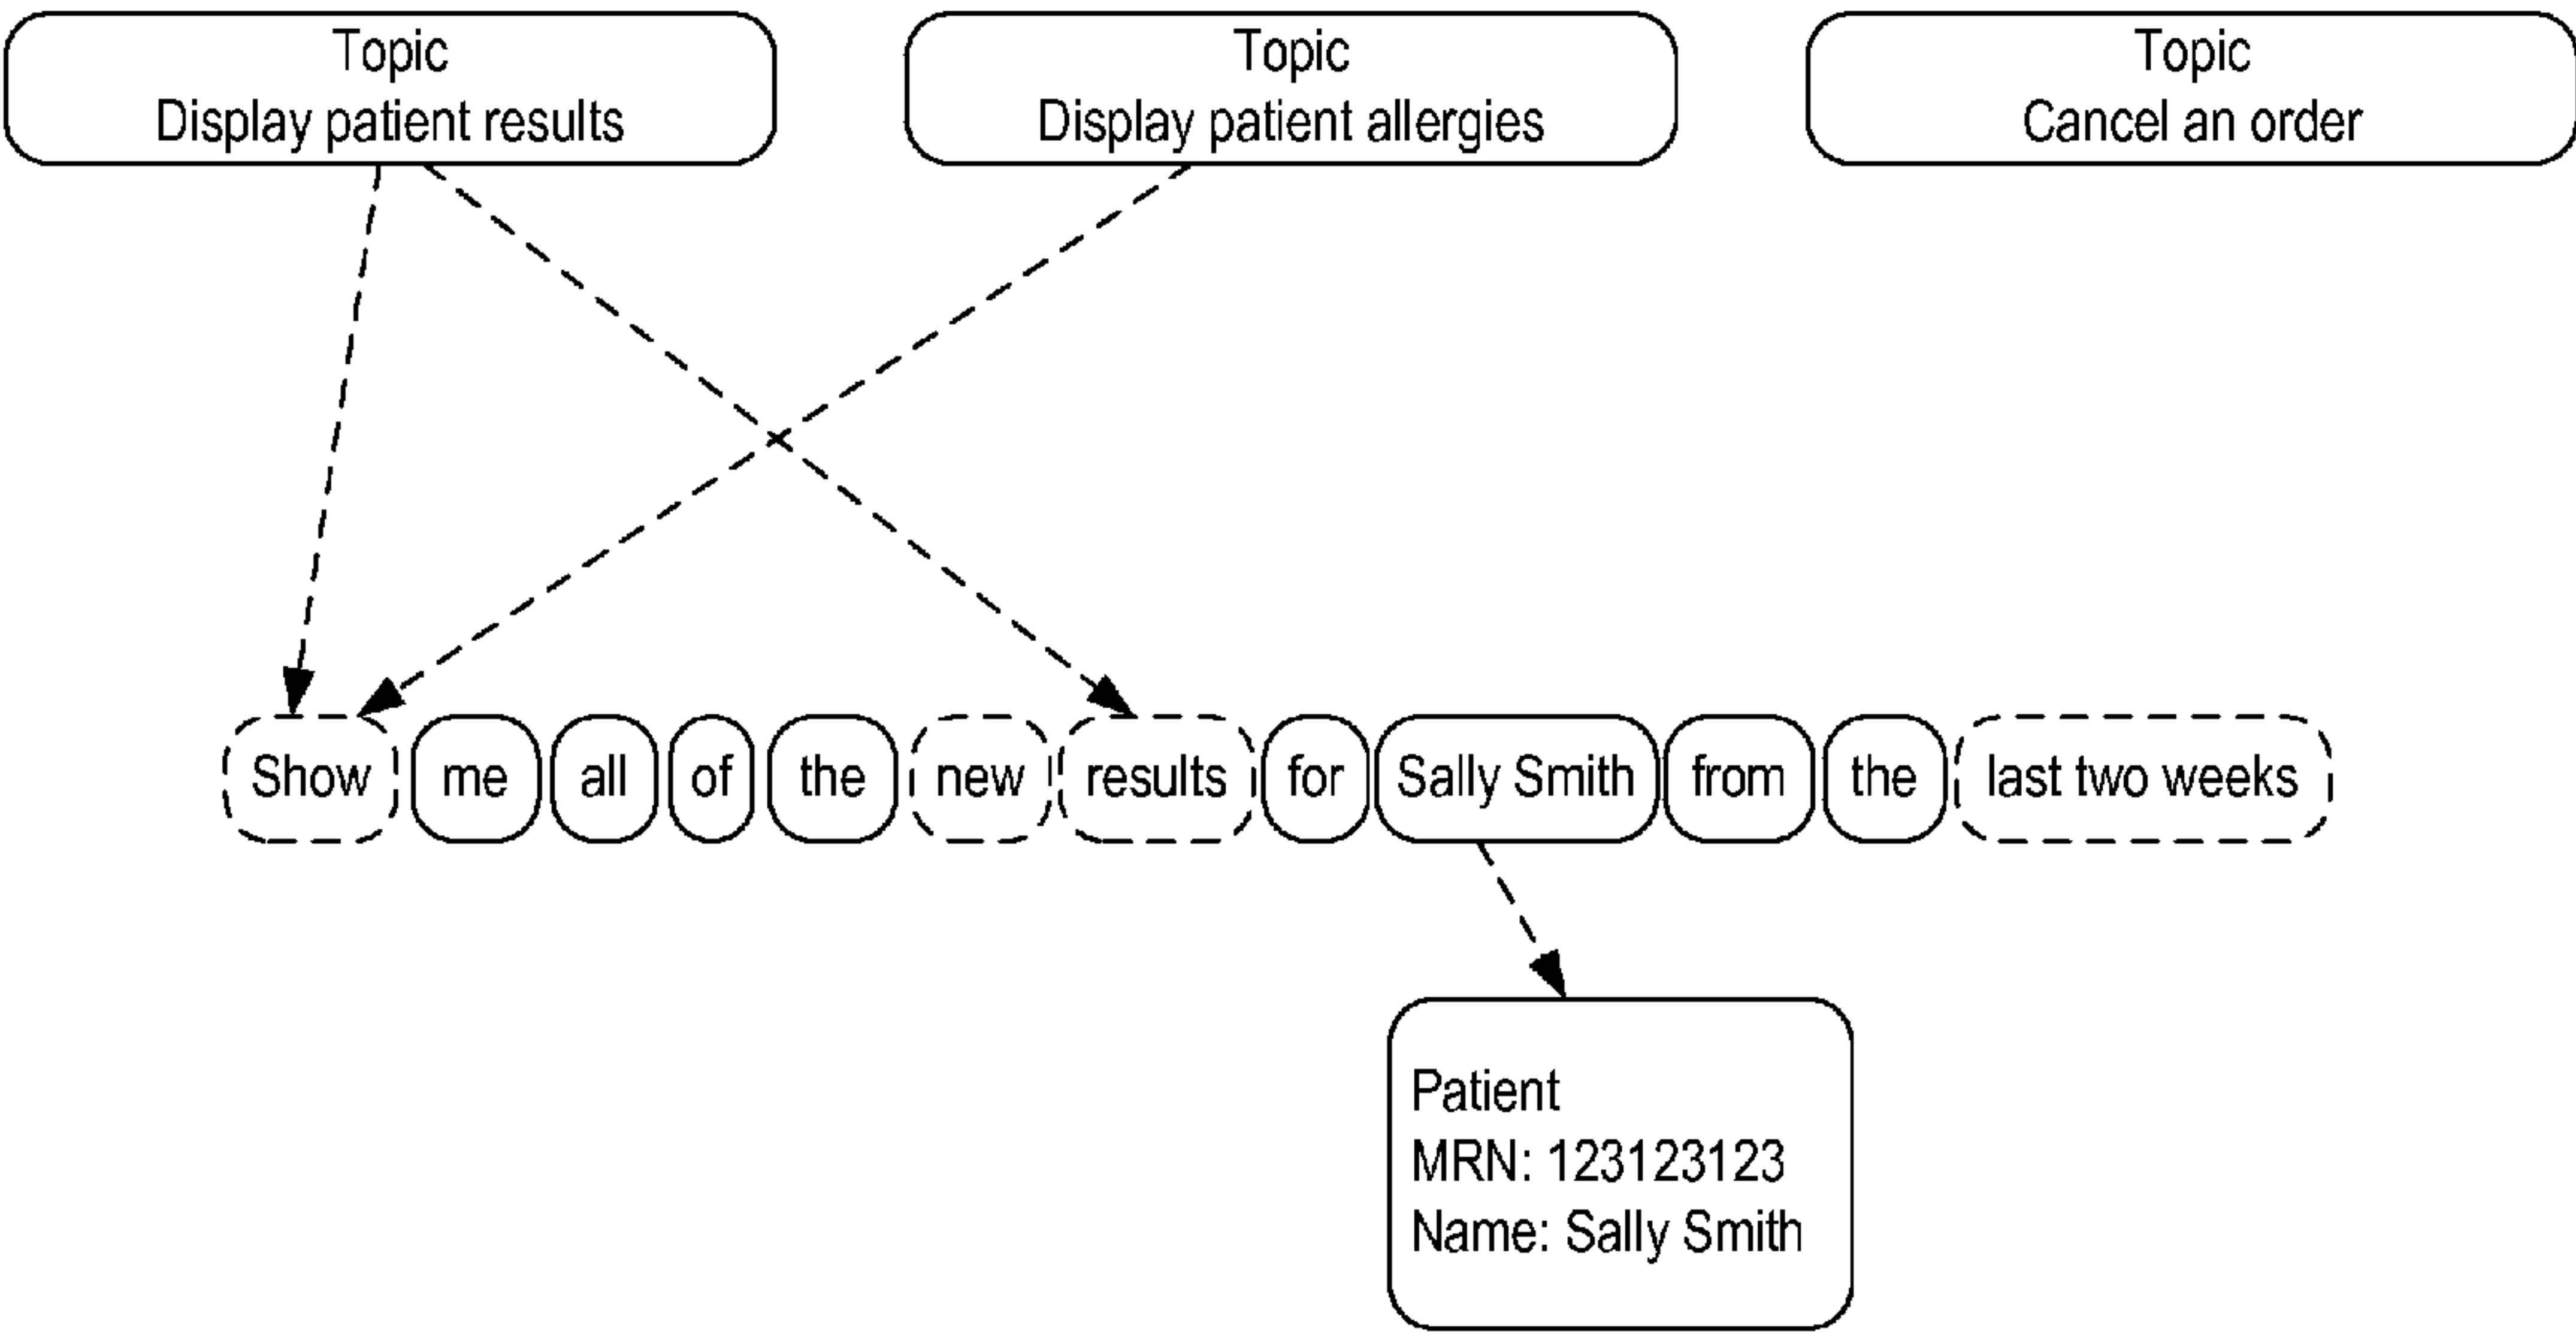 Topic
Display patient results
Topic
Display patient allergies
Topic
Cancel an order
Show me all of the new results for Sally Smith from the last two weeks
Patient
MRN: 123123123
Name: Sally Smith